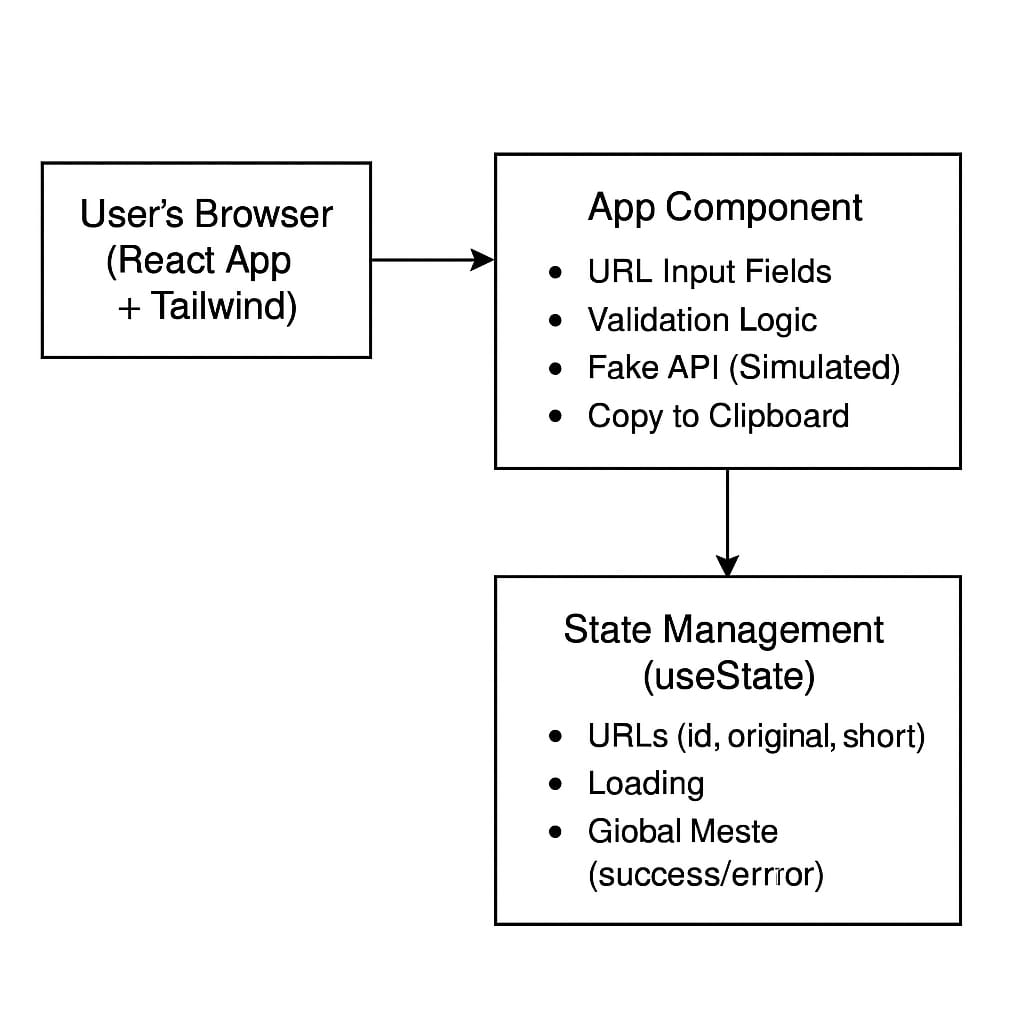 User’s Browser
(React App
+ Tailwind)
App Component
• URL Input Fields
• Validation Logic
• Fake API (Simulated)
• Copy to Clipboard
State Management
(useState)
• URLs (id, original, short)
• Loading
• Giobal Meste
(success/errror)